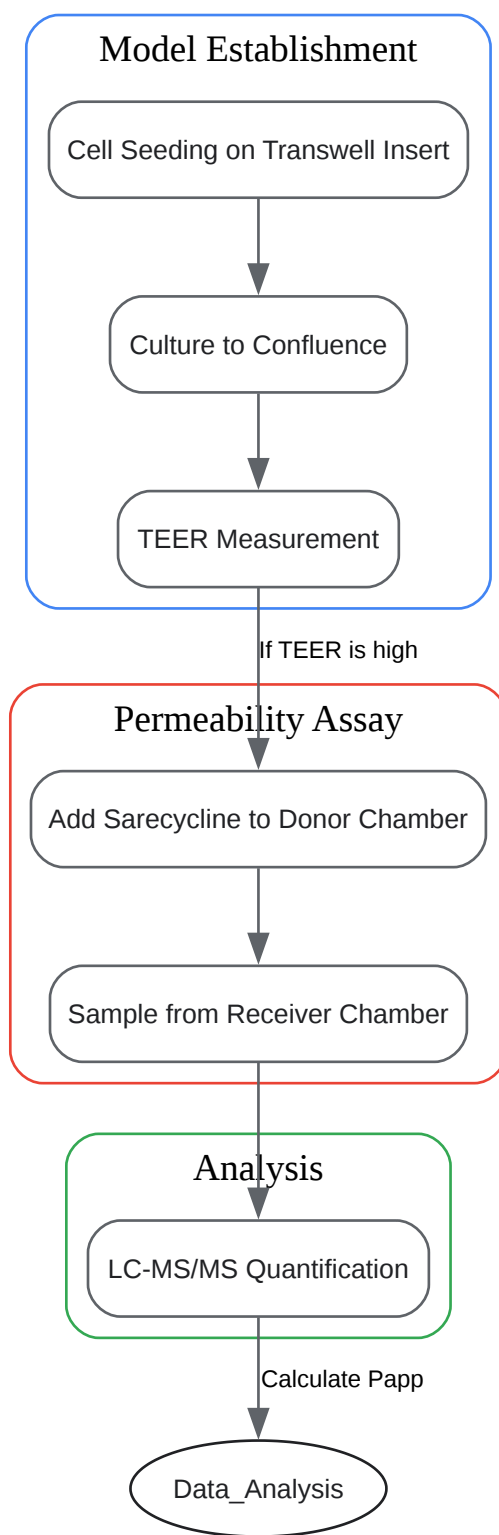 Model Establishment
Cell Seeding on Transwell Insert
Culture to Confluence
TEER Measurement
If TEER is high
Permeability Assay
Add Sarecycline to Donor Chamber
Sample from Receiver Chamber
Analysis
LC-MS/MS Quantification
Calculate Papp
Data_Analysis